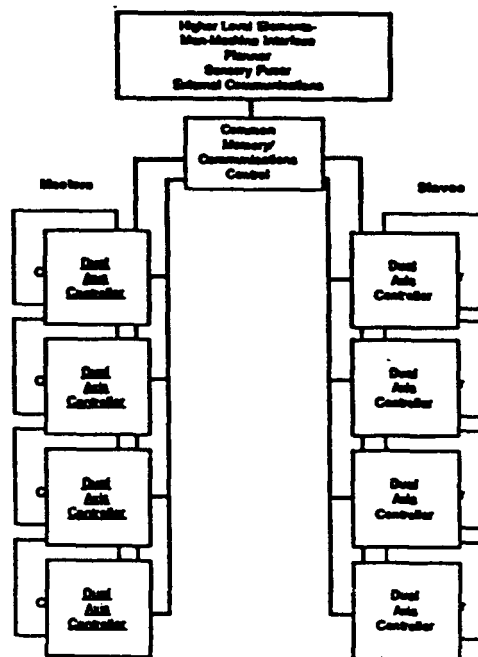 Higher Level Elements-
Man-Machine Interface
Planner
Sensory Fuser
External Communications
Common
Memory/
Communications
Control
Masters
Slaves
Dual
Axis
Controller
Dual
Axis
Controller
Dual
Axis
Controller
Dual
Axis
Controller
Dual
Axis
Controller
Dual
Axis
Controller
Dual
Axis
Controller
Dual
Axis
Controller